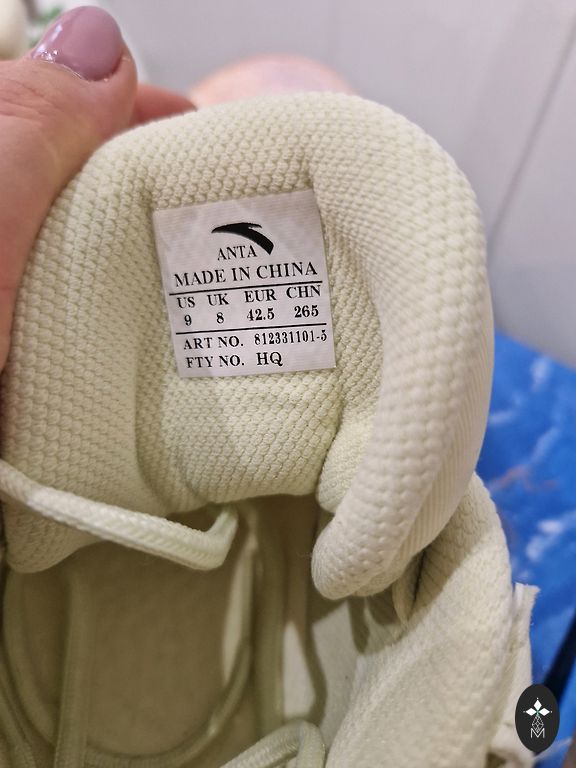 ANTA
MADE IN CHINA
US UK EUR CHN
9 8 42.5 265
ART NO. 812331101-5
FTY NO. HQ
M